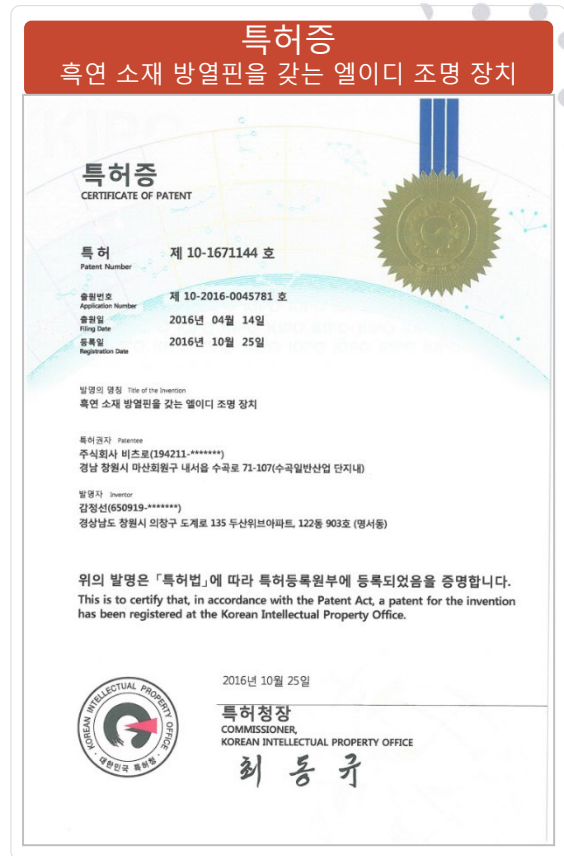 특허증
흑연 소재 방열핀을 갖는 엘이디 조명 장치
특허증
CERTIFICATE OF PATENT
특 허 제 10-1671144 호
Patent Number
출원번호 제 10-2016-0045781 호
Application Number
출원일 2016년 04월 14일
Filing Date
등록일 2016년 10월 25일
Registration Date
발명의 명칭 Title of the Invention
흑연 소재 방열핀을 갖는 엘이디 조명 장치
특허권자 Patentee
주식회사 비츠로(194211-*******)
경남 창원시 마산회원구 내서읍 수곡로 71-107(수곡일반산업 단지내)
발명자 Inventor
감정선(650919-*******)
경상남도 창원시 의창구 도계로 135 두산위브아파트, 122동 903호 (명서동)
위의 발명은 「특허법」에 따라 특허등록원부에 등록되었음을 증명합니다.
This is to certify that, in accordance with the Patent Act, a patent for the invention
has been registered at the Korean Intellectual Property Office.
2016년 10월 25일
특허청장
COMMISSIONER,
KOREAN INTELLECTUAL PROPERTY OFFICE
최동규
KOREAN INTELLECTUAL PROPERTY OFFICE
대한민국 특허청